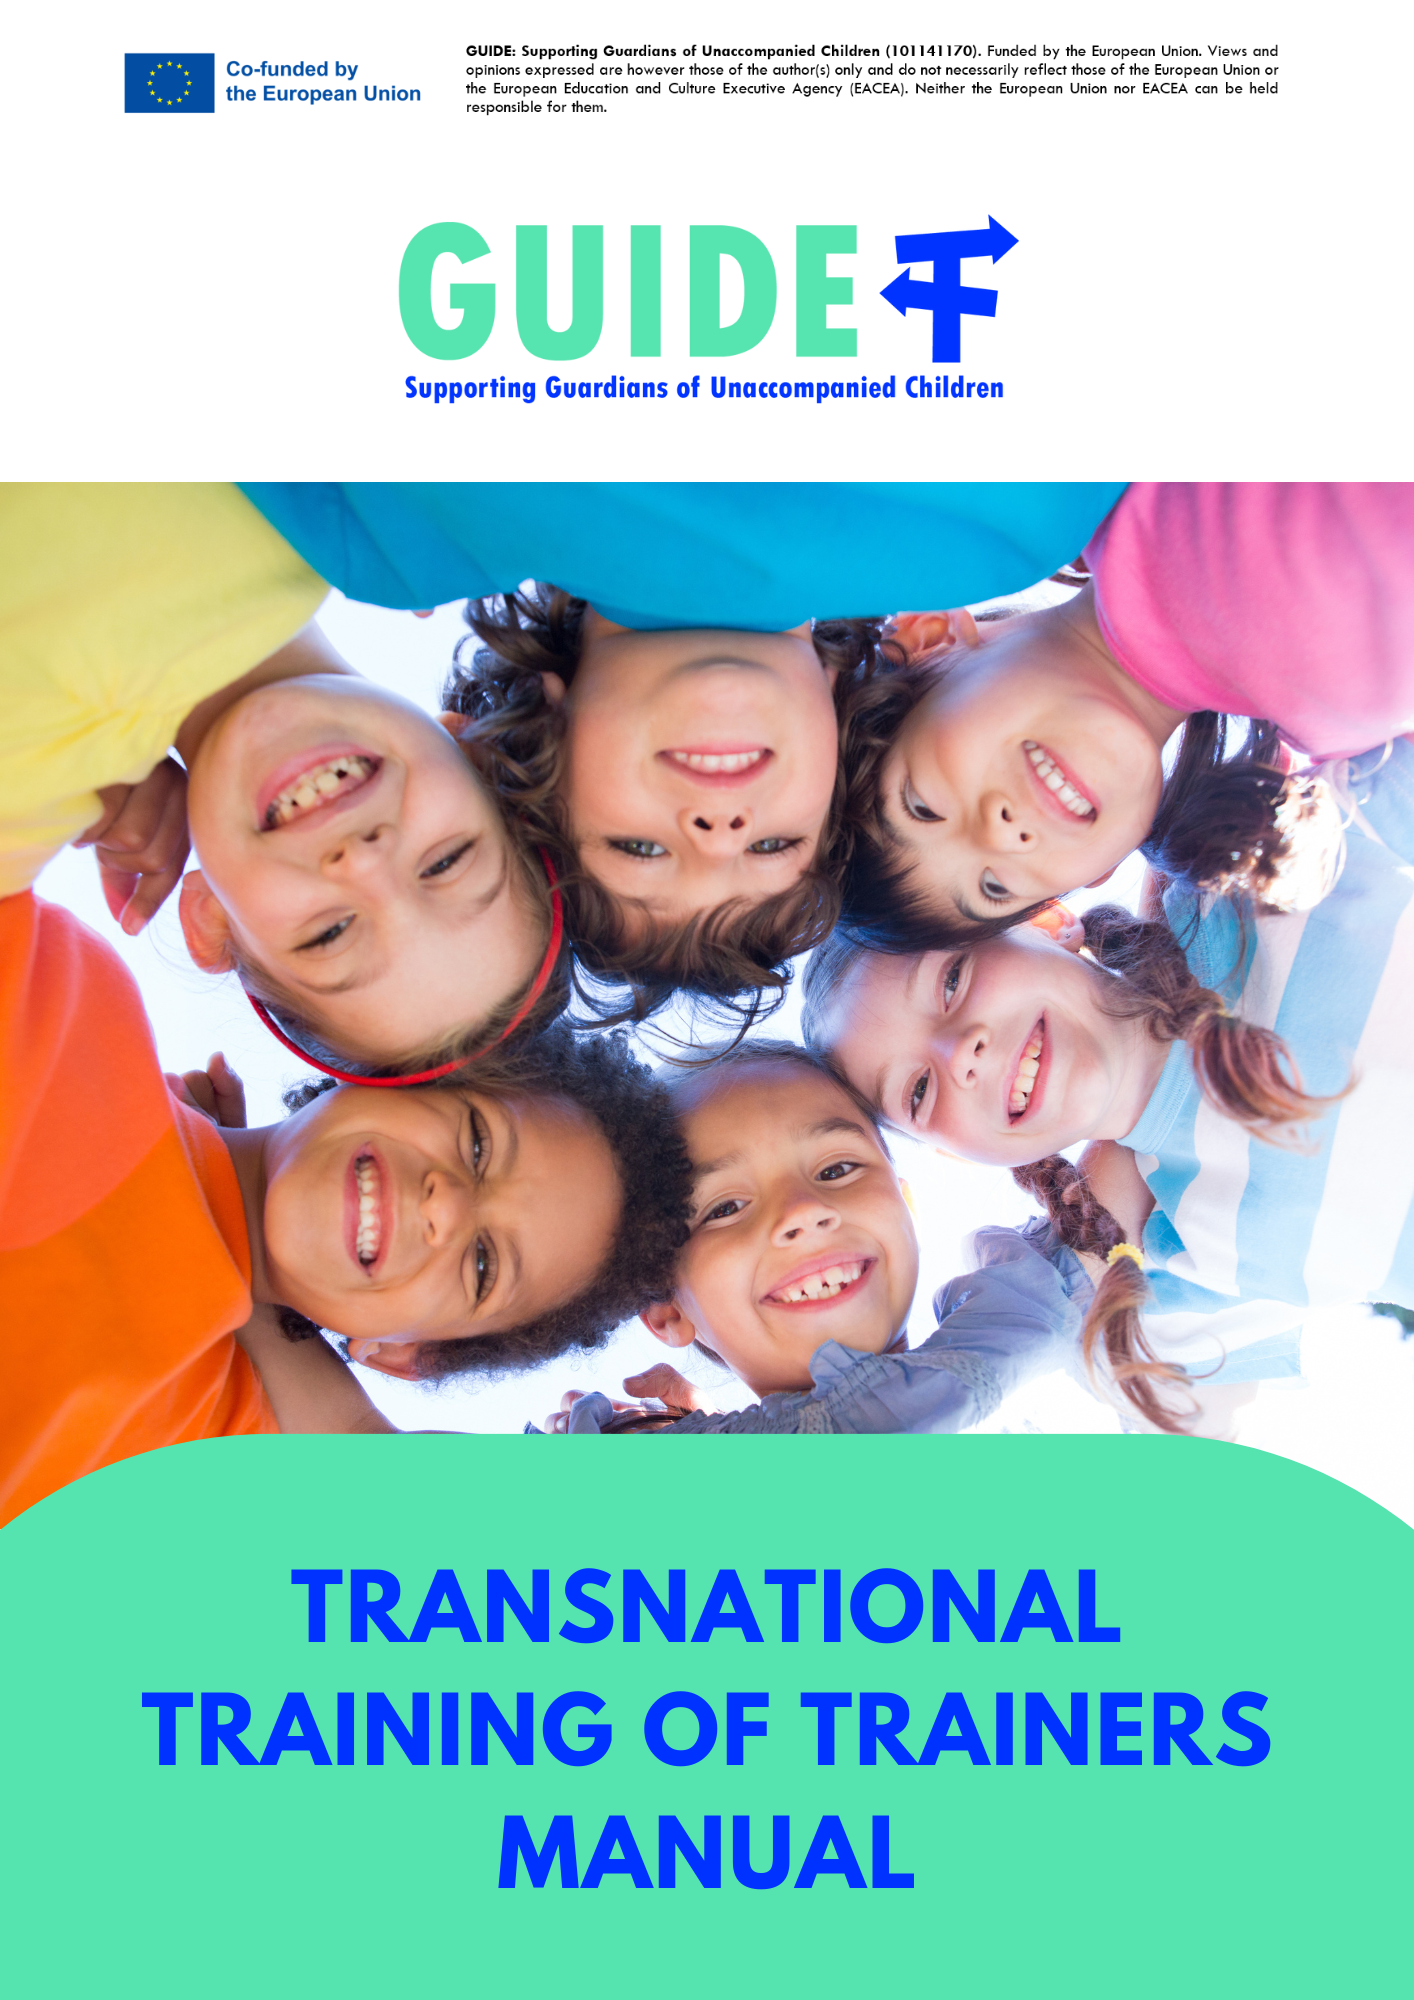 Co-funded by
the European Union
GUIDE: Supporting Guardians of Unaccompanied Children (101141170). Funded by the European Union. Views and
opinions expressed are however those of the author(s) only and do not necessarily reflect those of the European Union or
the European Education and Culture Executive Agency (EACEA). Neither the European Union nor EACEA can be held
responsible for them.
GUIDE
Supporting Guardians of Unaccompanied Children
TRANSNATIONAL
TRAINING OF TRAINERS
MANUAL